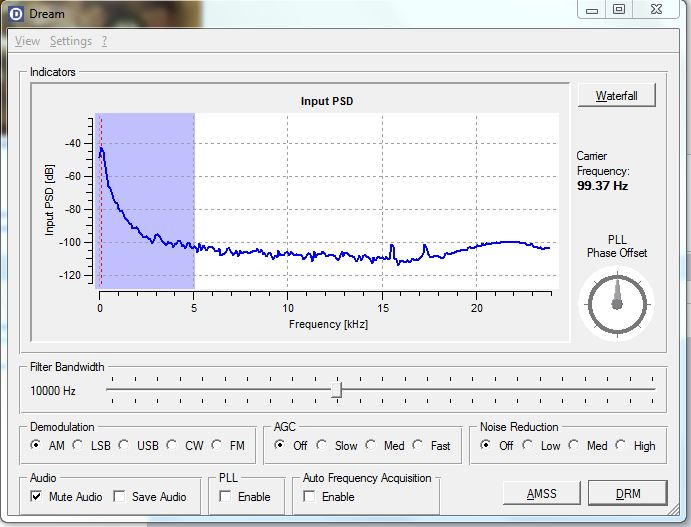 Dream
View Settings ?
Indicators
Input PSD
Waterfall
Input PSD [dB]
-40
-60
-80
-100
-120
0 5 10 15 20
Frequency [kHz]
Carrier
Frequency:
99.37 Hz
PLL
Phase Offset
Filter Bandwidth
10000 Hz
Demodulation
AM LSB USB CW FM
AGC
Off Slow Med Fast
Noise Reduction
Off Low Med High
Audio
Mute Audio Save Audio
PLL
Enable
Auto Frequency Acquisition
Enable
AMSS
DRM